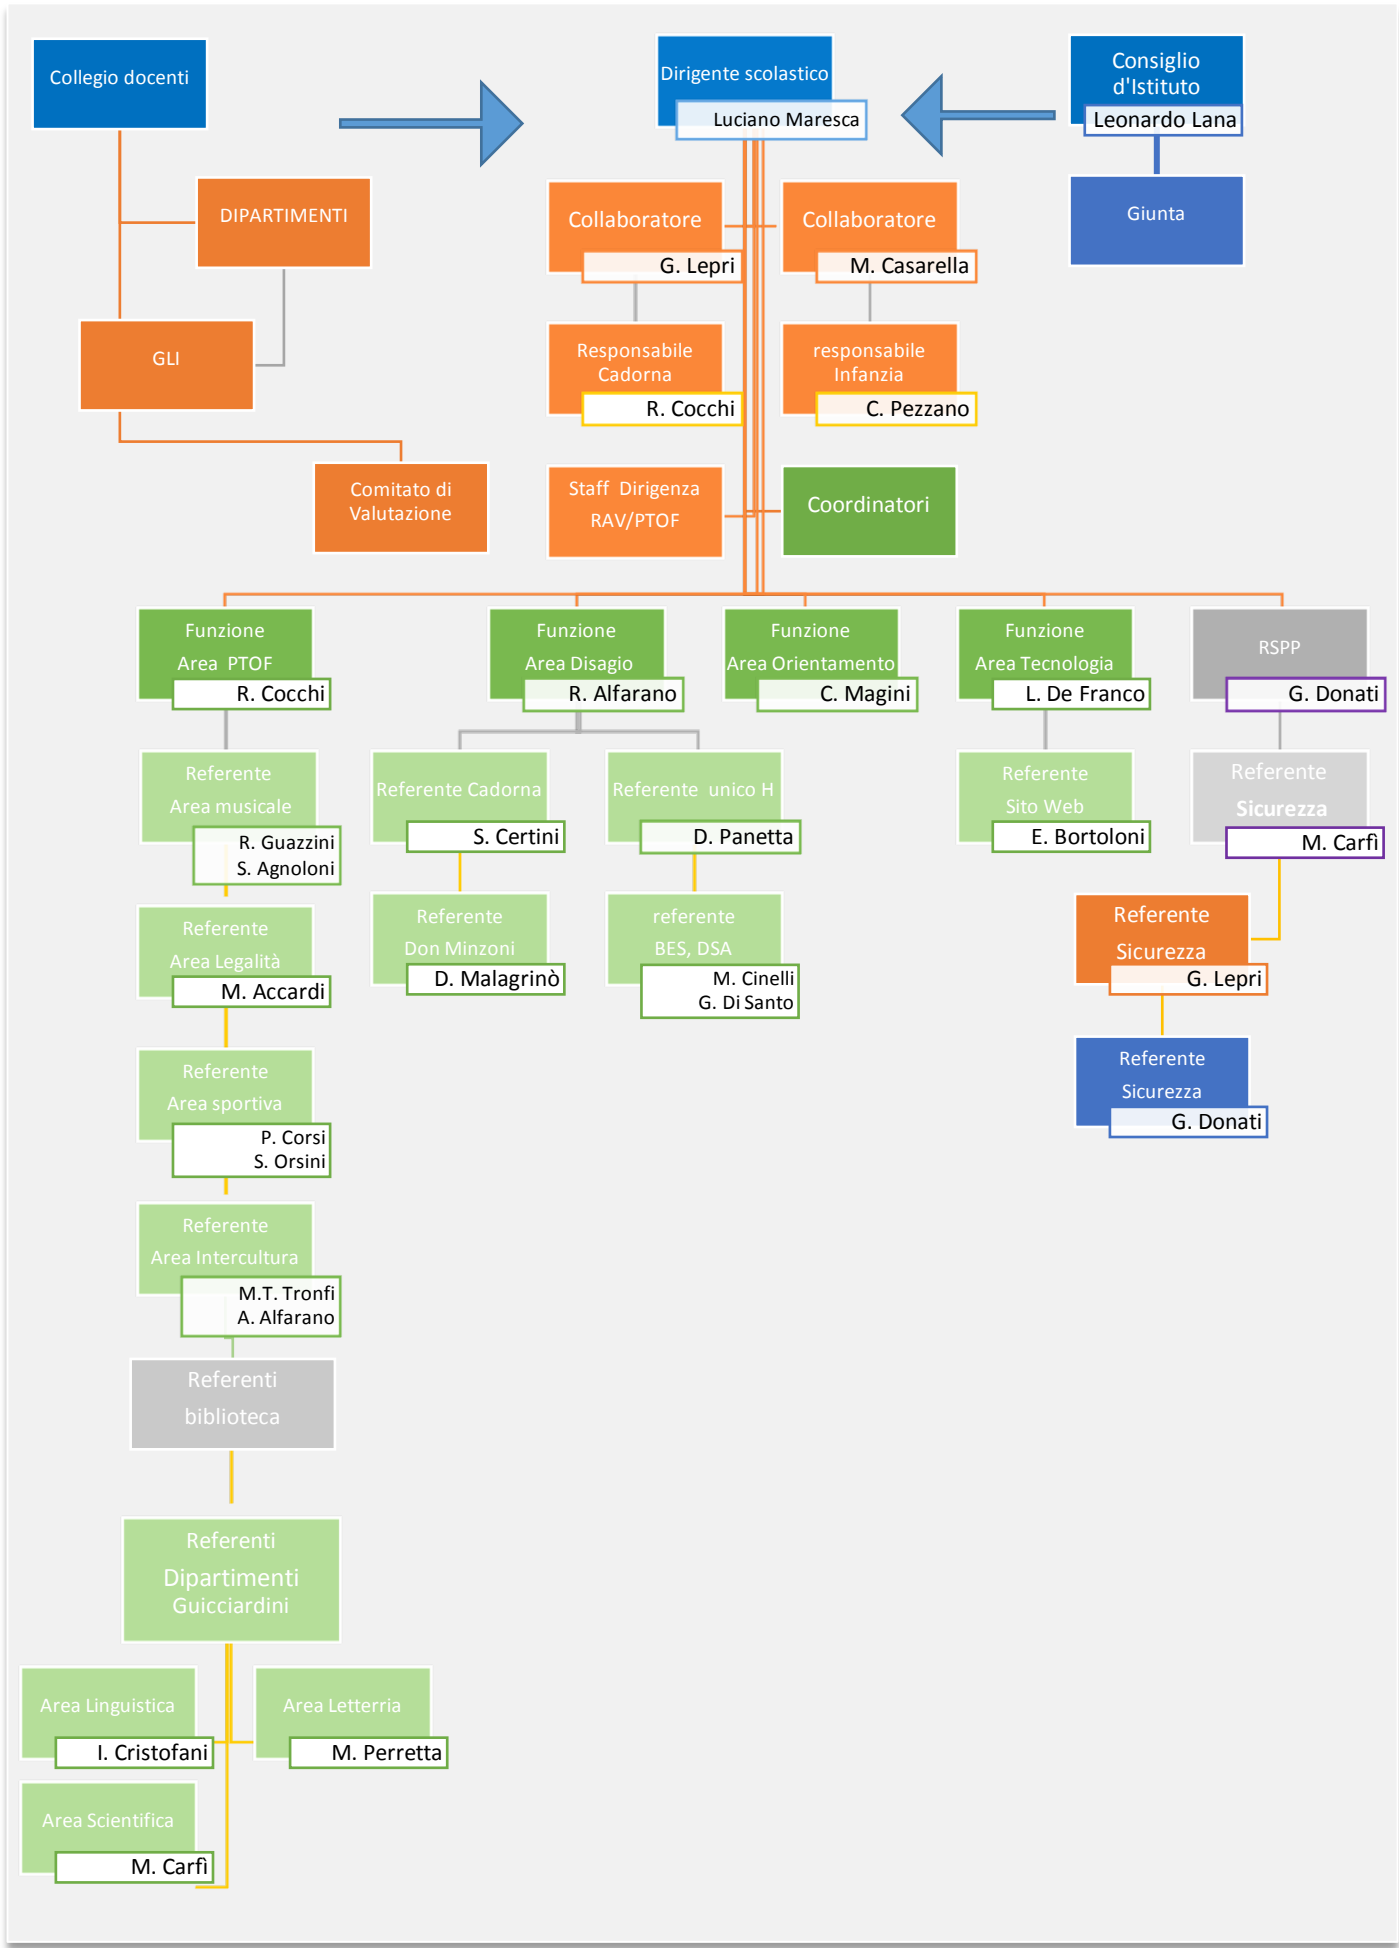 Collegio docenti
Dirigente scolastico
Luciano Maresca
Consiglio
d'Istituto
Leonardo Lana
DIPARTIMENTI
Collaboratore
G. Lepri
Collaboratore
M. Casarella
Giunta
GLI
Responsabile
Cadorna
R. Cocchi
responsabile
Infanzia
C. Pezzano
Comitato di
Valutazione
Staff Dirigenza
RAV/PTOF
Coordinatori
Funzione
Area PTOF
R. Cocchi
Funzione
Area Disagio
R. Alfarano
Funzione
Area Orientamento
C. Magini
Funzione
Area Tecnologia
L. De Franco
RSPP
G. Donati
Referente
Area musicale
R. Guazzini
S. Agnoloni
Referente Cadorna
S. Certini
Referente unico H
D. Panetta
Referente
Sito Web
E. Bortoloni
Referente
Sicurezza
M. Carfì
Referente
Area Legalità
M. Accardi
Referente
Don Minzoni
D. Malagrinò
referente
BES, DSA
M. Cinelli
G. Di Santo
Referente
Sicurezza
G. Lepri
Referente
Area sportiva
P. Corsi
S. Orsini
Referente
Sicurezza
G. Donati
Referente
Area Intercultura
M.T. Tronfi
A. Alfarano
Referenti
biblioteca
Referenti
Dipartimenti
Guicciardini
Area Linguistica
I. Cristofani
Area Letterria
M. Perretta
Area Scientifica
M. Carfì